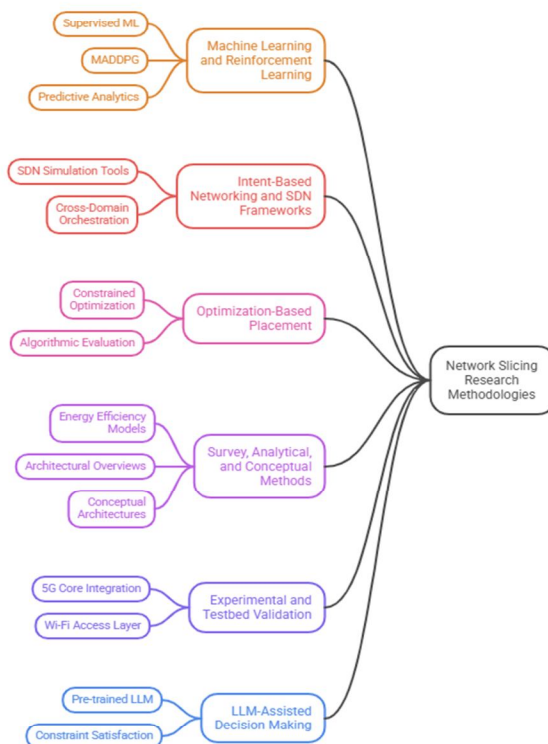 Supervised ML
MADDPG
Predictive Analytics
Machine Learning
and Reinforcement
Learning
SDN Simulation Tools
Cross-Domain
Orchestration
Intent-Based
Networking and SDN
Frameworks
Constrained
Optimization
Algorithmic Evaluation
Optimization-Based
Placement
Network Slicing
Research
Methodologies
Energy Efficiency
Models
Architectural Overviews
Conceptual
Architectures
Survey, Analytical,
and Conceptual
Methods
5G Core Integration
Wi-Fi Access Layer
Experimental and
Testbed Validation
Pre-trained LLM
Constraint Satisfaction
LLM-Assisted
Decision Making